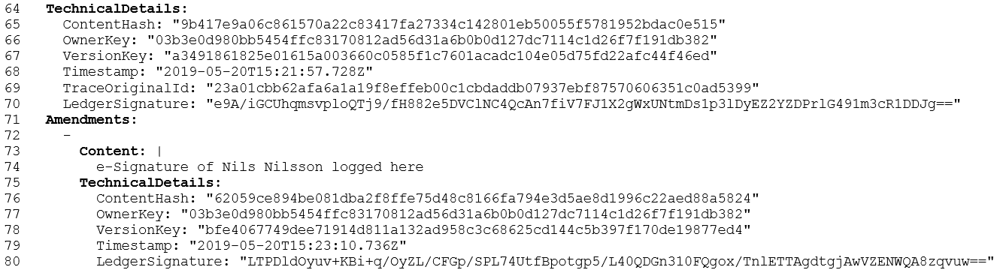 64 TechnicalDetails:
65 ContentHash: "9b417e9a06c861570a22c83417fa27334c142801eb50055f5781952bdac0e515"
66 OwnerKey: "03b3e0d980bb5454ffc83170812ad56d31a6b0b0d127dc7114c1d26f7f191db382"
67 VersionKey: "a3491861825e01615a003660c0585f1c7601acadc104e05d75fd22afc44f46ed"
68 Timestamp: "2019-05-20T15:21:57.728Z"
69 TraceOriginalId: "23a01cbb62afa6a1a19f8effeb00c1cbdaddb07937ebf87570606351c0ad5399"
70 LedgerSignature: "e9A/iGCUhqmsvploQTj9/fH882e5DVClNC4QcAn7fiV7FJ1X2gWxUNtmDs1p3lDyEZ2YZDPrlG491m3cR1DDJg=="
71 Amendments:
72 -
73 Content: |
74 e-Signature of Nils Nilsson logged here
75 TechnicalDetails:
76 ContentHash: "62059ce894be081dba2f8ffe75d48c8166fa794e3d5ae8d1996c22aed88a5824"
77 OwnerKey: "03b3e0d980bb5454ffc83170812ad56d31a6b0b0d127dc7114c1d26f7f191db382"
78 VersionKey: "bfe4067749dee71914d811a132ad958c3c68625cd144c5b397f170de19877ed4"
79 Timestamp: "2019-05-20T15:23:10.736Z"
80 LedgerSignature: "LTPDldOyuv+KBi+q/OyZL/CFGp/SPL74UtfBpotgp5/L40QDGn310FQgox/TnlETTAgdtgjAwVZENWQA8zqvuw=="